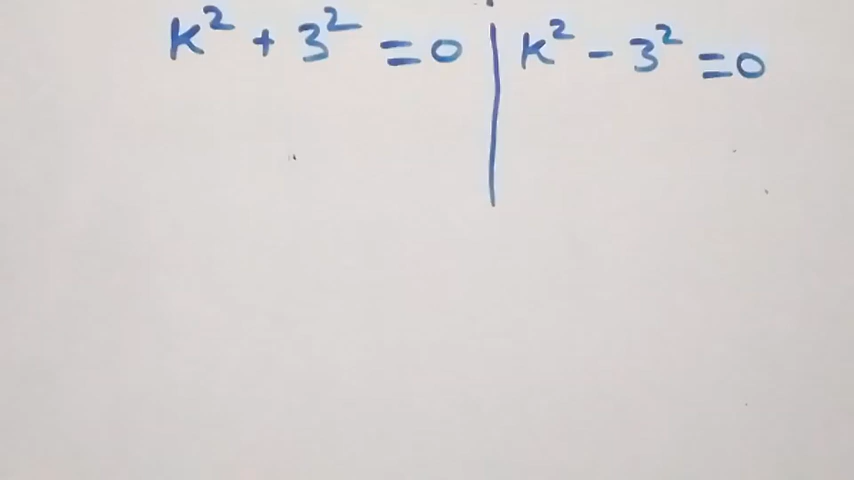 k² + 3² = 0 | k² - 3² = 0